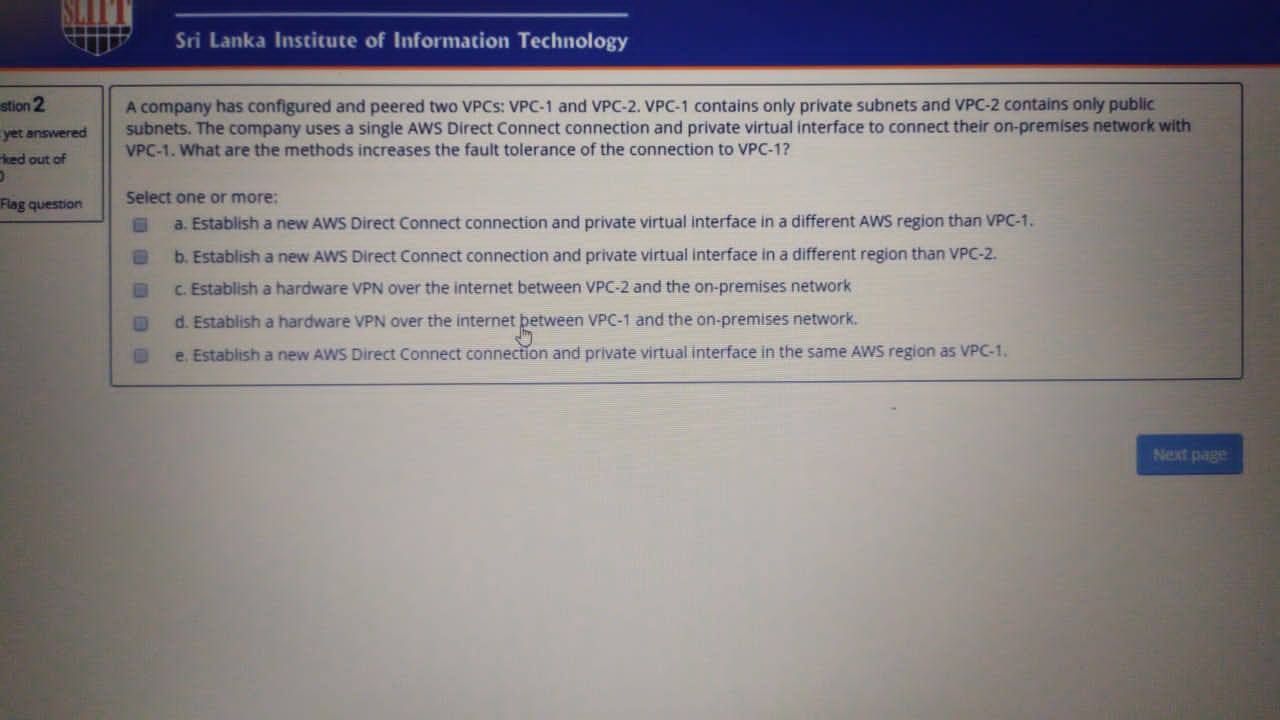 SLIIT
Sri Lanka Institute of Information Technology
stion 2
yet answered
rked out of
Flag question
A company has configured and peered two VPCs: VPC-1 and VPC-2. VPC-1 contains only private subnets and VPC-2 contains only public
subnets. The company uses a single AWS Direct Connect connection and private virtual interface to connect their on-premises network with
VPC-1. What are the methods increases the fault tolerance of the connection to VPC-1?
Select one or more:
a. Establish a new AWS Direct Connect connection and private virtual interface in a different AWS region than VPC-1.
b. Establish a new AWS Direct Connect connection and private virtual interface in a different region than VPC-2.
c. Establish a hardware VPN over the internet between VPC-2 and the on-premises network
d. Establish a hardware VPN over the internet between VPC-1 and the on-premises network.
e. Establish a new AWS Direct Connect connection and private virtual interface in the same AWS region as VPC-1.
Next page